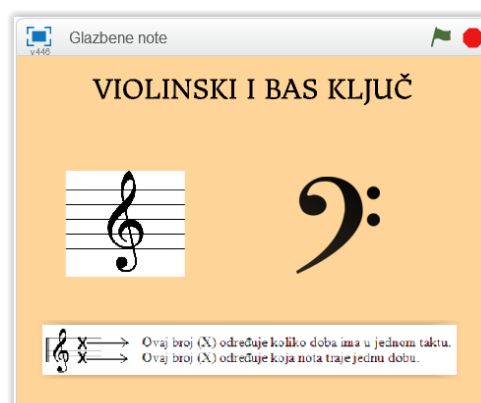 Glazbene note
v446
VIOLINSKI I BAS KLJUČ
X Ovaj broj (X) određuje koliko doba ima u jednom taktu.
X Ovaj broj (X) određuje koja nota traje jednu dobu.